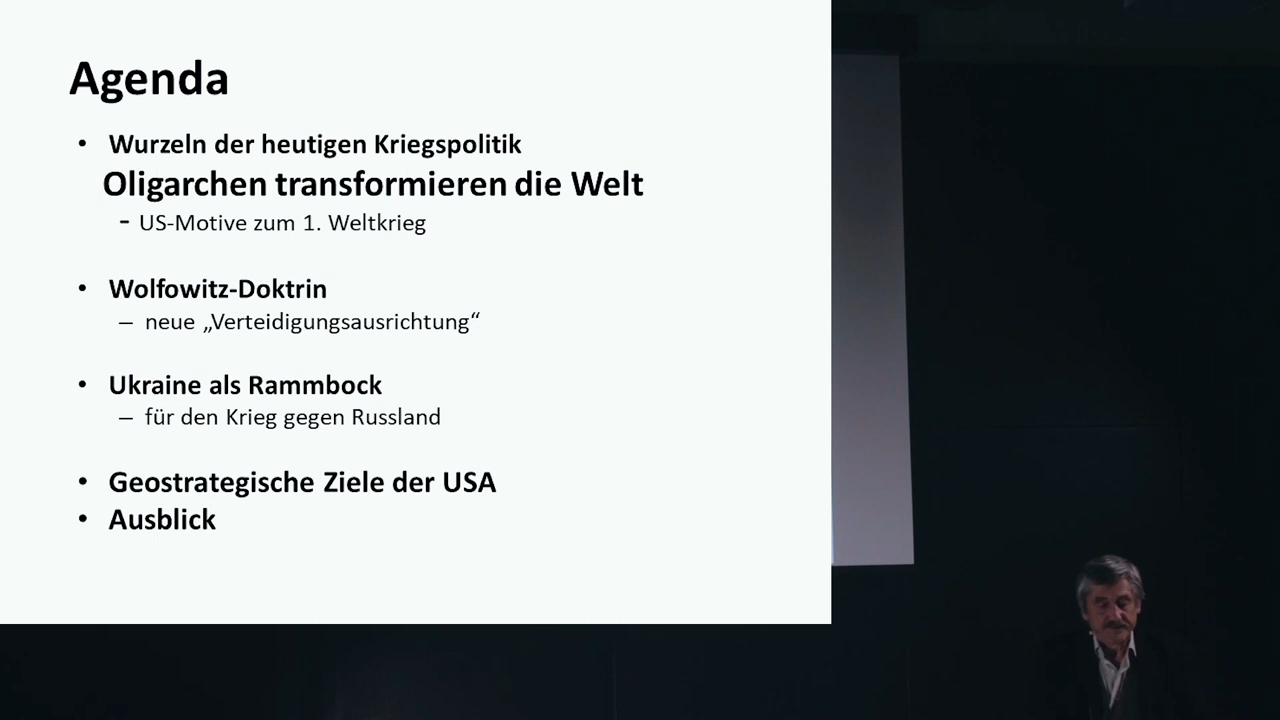 Agenda
• Wurzeln der heutigen Kriegspolitik
Oligarchen transformieren die Welt
- US-Motive zum 1. Weltkrieg
• Wolfowitz-Doktrin
– neue „Verteidigungsausrichtung“
• Ukraine als Rammbock
– für den Krieg gegen Russland
• Geostrategische Ziele der USA
• Ausblick